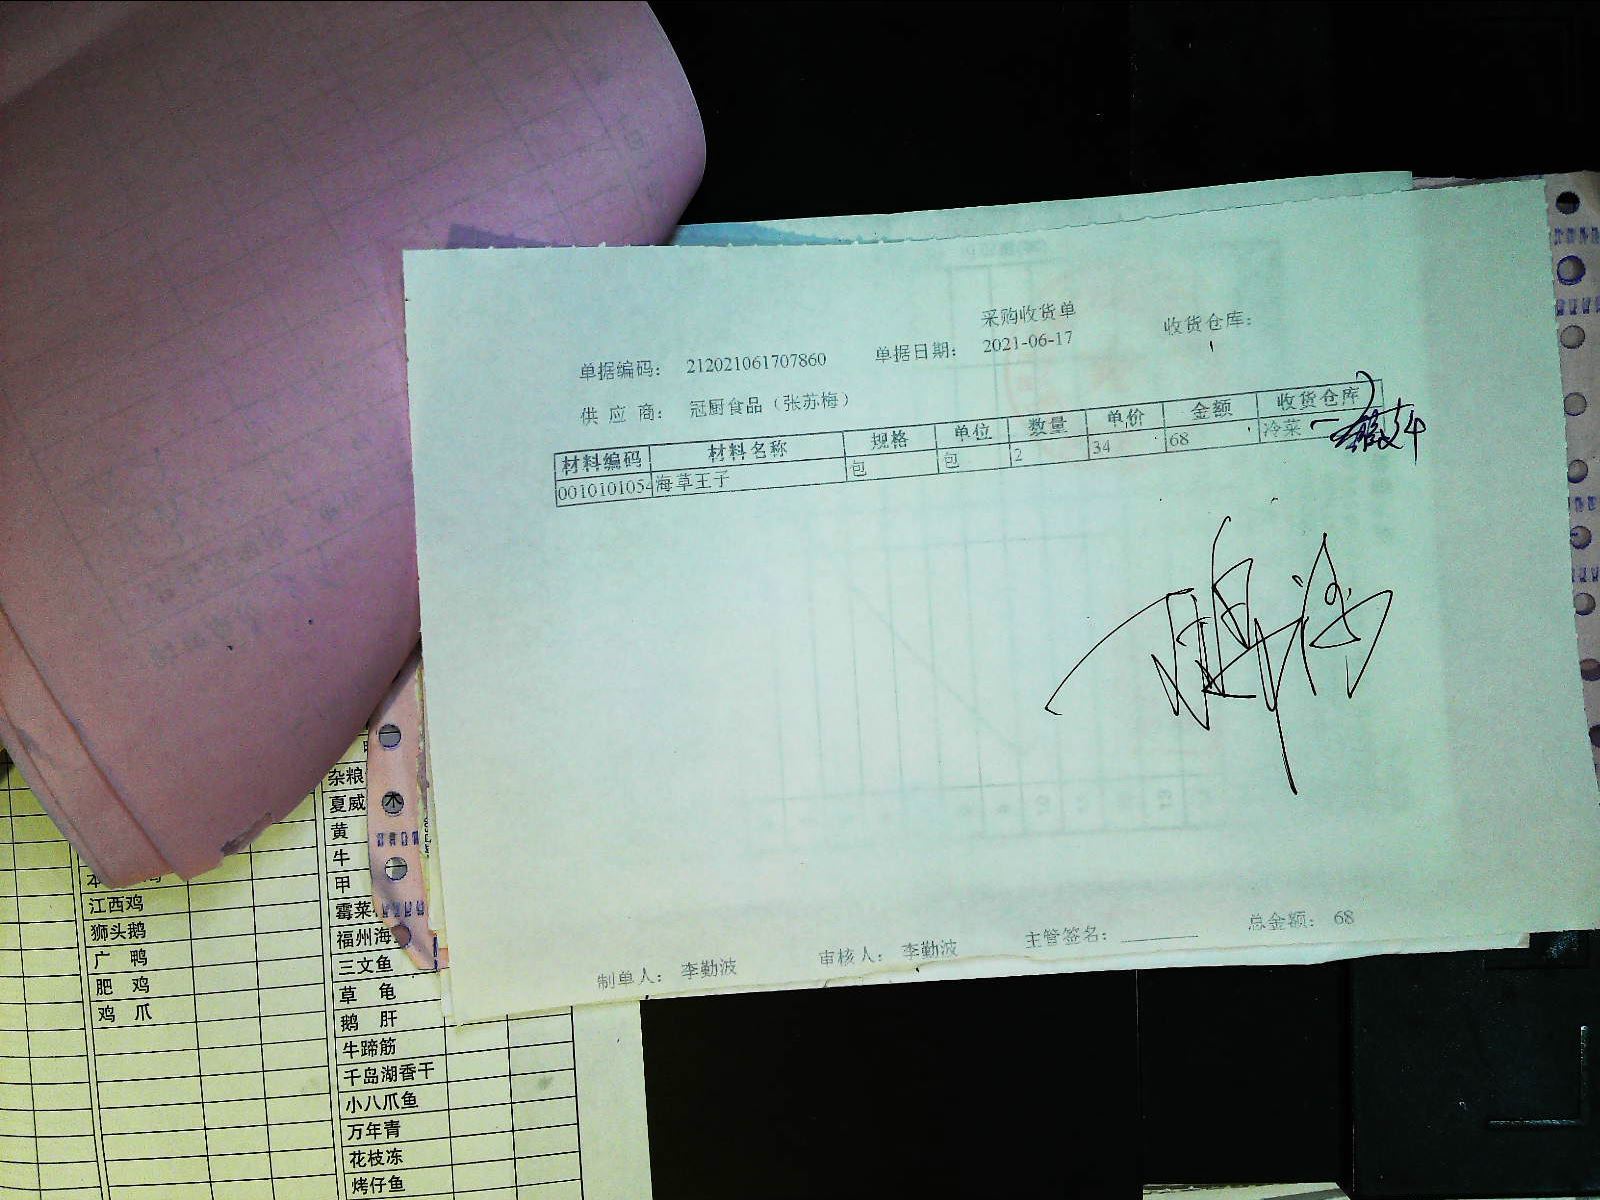 采购收货单
单据编码： 212021061707860 单据日期： 2021-06-17 收货仓库：
供 应 商： 冠厨食品（张苏梅）
材料编码 材料名称 规格 单位 数量 单价 金额 收货仓库
0010101054 海草王子 包 包 2 34 68 冷菜
制单人： 李勤波 审核人： 李勤波 主管签名： 总金额： 68
江西鸡
狮头鹅
广 鸭
肥 鸡
鸡 爪
杂粮
夏威
黄
牛
甲
霉菜
福州海
三文鱼
草 龟
鹅 肝
牛蹄筋
千岛湖香干
小八爪鱼
万年青
花枝冻
烤仔鱼